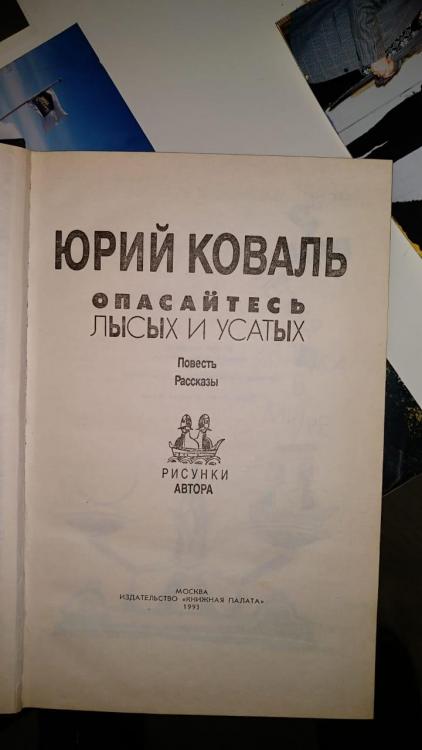 ЮРИЙ КОВАЛЬ
ОПАСАЙТЕСЬ
ЛЫСЫХ И УСАТЫХ
Повесть
Рассказы
РИСУНКИ
АВТОРА
МОСКВА
ИЗДАТЕЛЬСТВО «КНИЖНАЯ ПАЛАТА»
1993